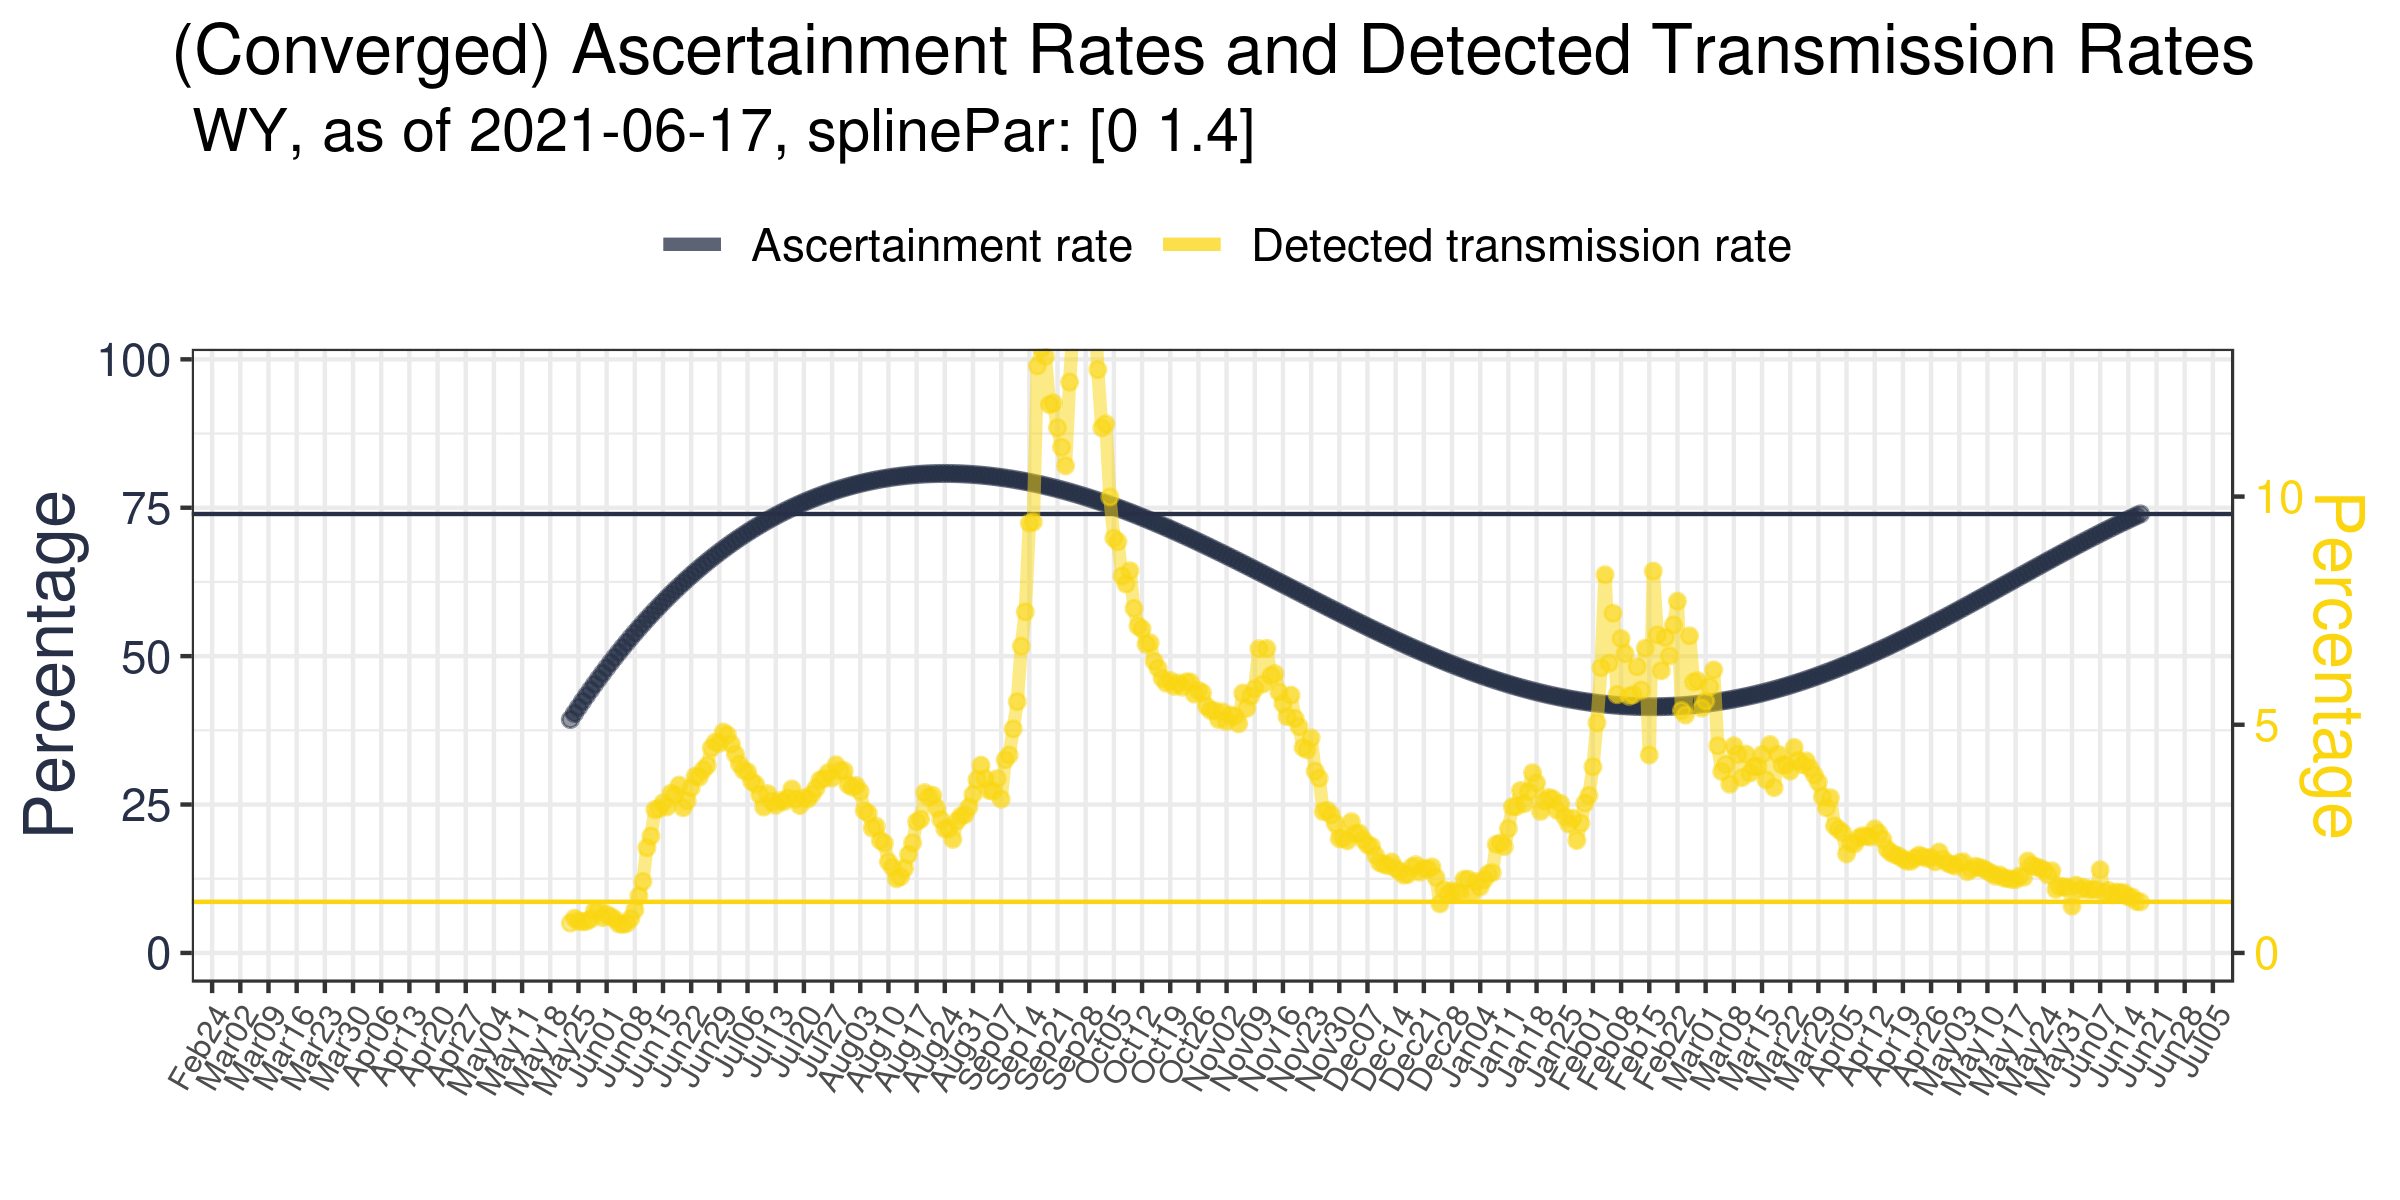 (Converged) Ascertainment Rates and Detected Transmission Rates
WY, as of 2021-06-17, splinePar: [0 1.4]
Ascertainment rate
Detected transmission rate
Percentage
100
75
50
25
0
10
5
0
Percentage
Feb24
Mar02
Mar09
Mar16
Mar23
Mar30
Apr06
Apr13
Apr20
Apr27
May04
May11
May18
May25
Jun01
Jun08
Jun15
Jun22
Jun29
Jul06
Jul13
Jul20
Jul27
Aug03
Aug10
Aug17
Aug24
Aug31
Sep07
Sep14
Sep21
Sep28
Oct05
Oct12
Oct19
Oct26
Nov02
Nov09
Nov16
Nov23
Nov30
Dec07
Dec14
Dec21
Dec28
Jan04
Jan11
Jan18
Jan25
Feb01
Feb08
Feb15
Feb22
Mar01
Mar08
Mar15
Mar22
Mar29
Apr05
Apr12
Apr19
Apr26
May03
May10
May17
May24
May31
Jun07
Jun14
Jun21
Jun28
Jul05